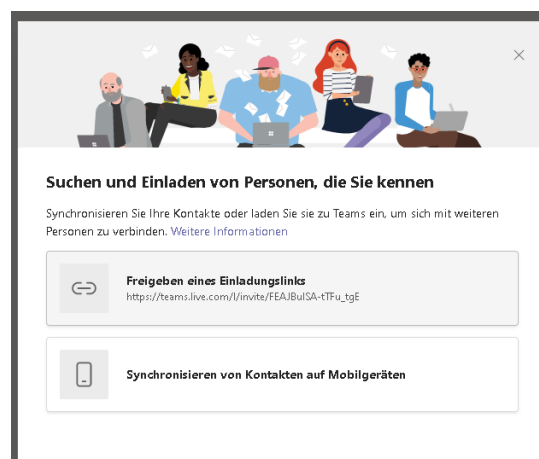 Suchen und Einladen von Personen, die Sie kennen
Synchronisieren Sie Ihre Kontakte oder laden Sie sie zu Teams ein, um sich mit weiteren
Personen zu verbinden. Weitere Informationen
Freigeben eines Einladungslinks
https://teams.live.com/l/invite/FEAJBulSA-tTFu_tgE
Synchronisieren von Kontakten auf Mobilgeräten